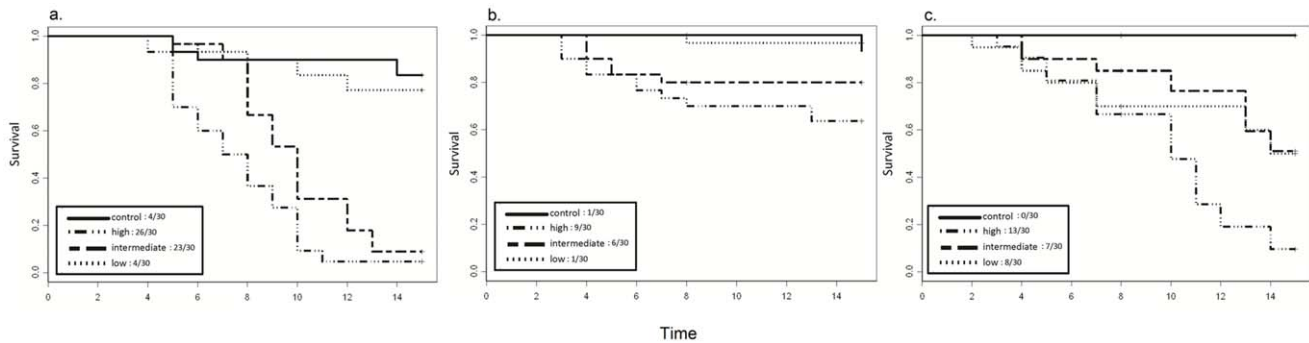 a.
1.0
0.8
0.6
0.4
0.2
0.0
Survival
control : 4/30
high : 26/30
intermediate : 23/30
low : 4/30
0 2 4 6 8 10 12 14
b.
1.0
0.8
0.6
0.4
0.2
0.0
Survival
control : 1/30
high : 9/30
intermediate : 6/30
low : 1/30
0 2 4 6 8 10 12 14
c.
1.0
0.8
0.6
0.4
0.2
0.0
Survival
control : 0/30
high : 13/30
intermediate : 7/30
low : 8/30
0 2 4 6 8 10 12 14
Time